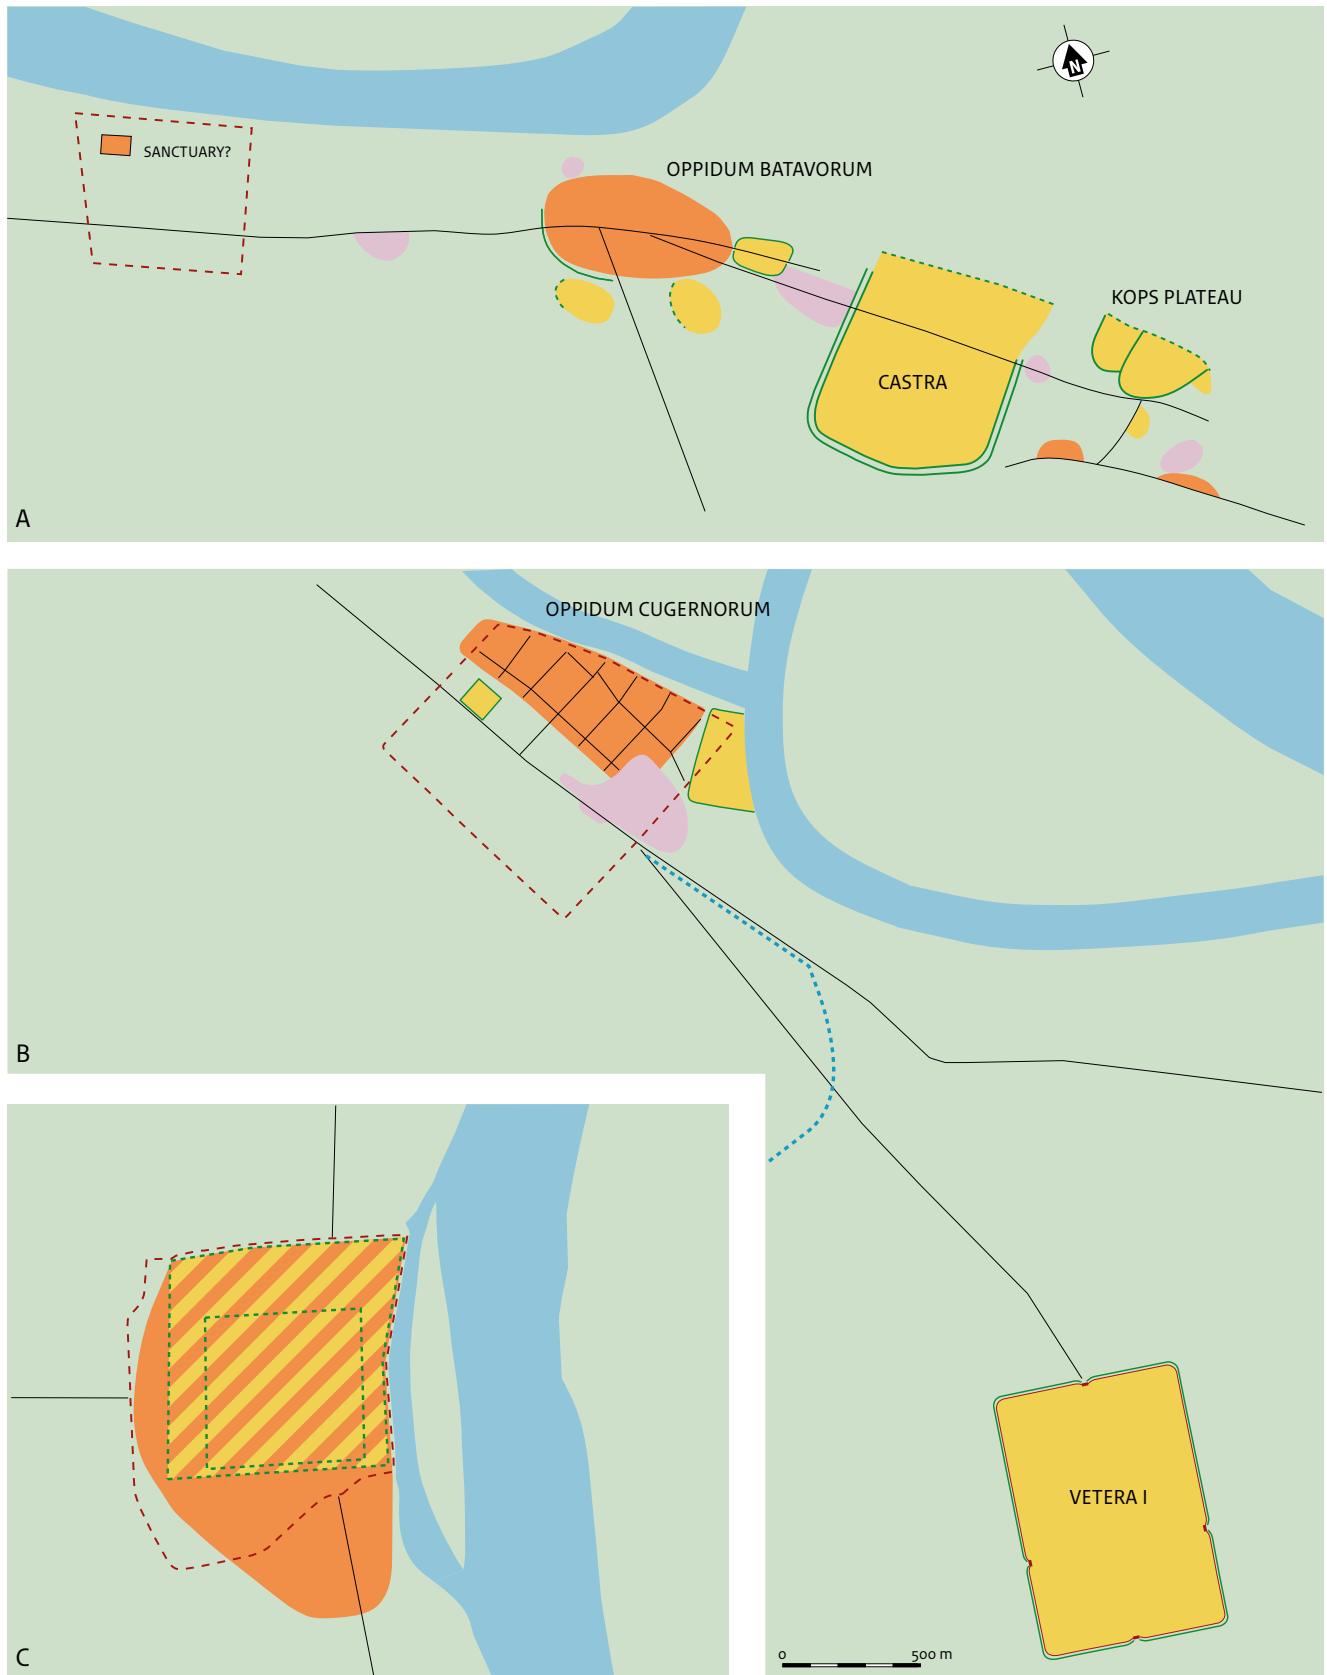 N
SANCTUARY?
OPPIDUM BATAVORUM
KOPS PLATEAU
CASTRA
A
OPPIDUM CUGERNORUM
B
VETERA I
C
0 500 m